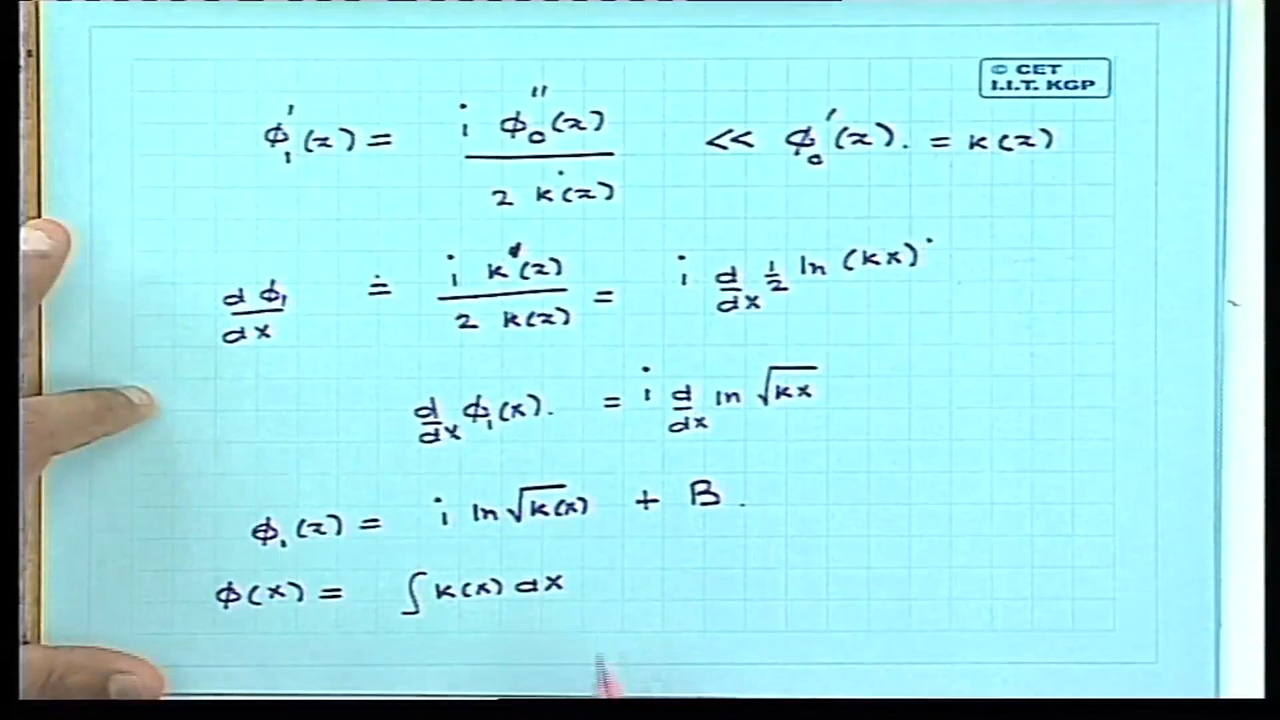 © CET
I.I.T. KGP
ϕ₁'(x) = i ϕ₀''(x) / 2 k(x) << ϕ₀'(x). = k(x)
dϕ₁/dx ≐ i k'(x) / 2 k(x) = i d/dx ½ ln (kx)
d/dx ϕ₁(x). = i d/dx ln √kx
ϕ₁(x) = i ln √k(x) + B.
ϕ(x) = ∫ k(x) dx